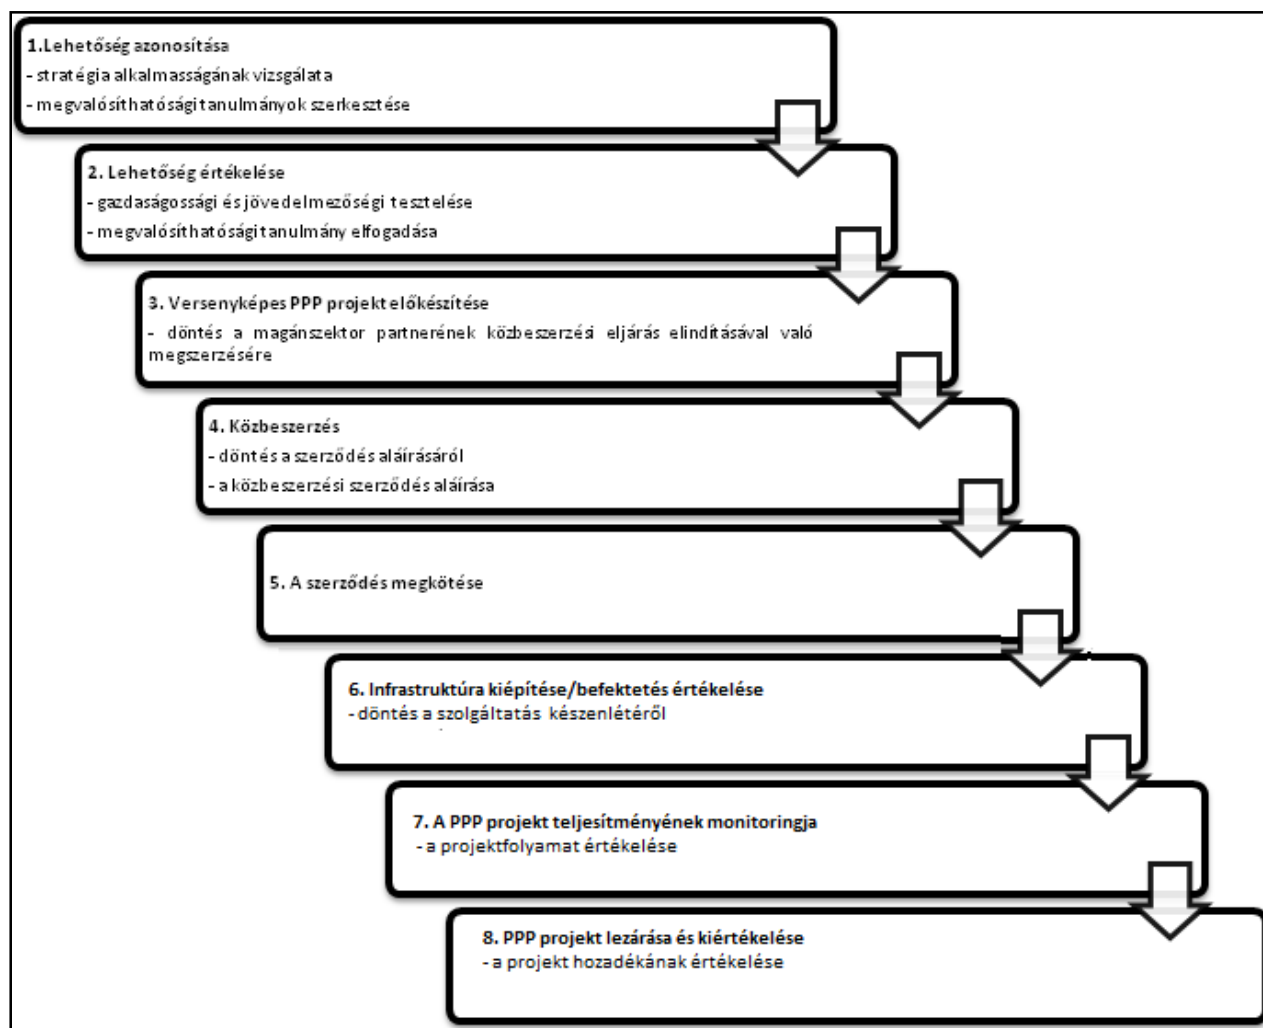 1.Lehetőség azonosítása
- stratégia alkalmasságának vizsgálata
- megvalósíthatósági tanulmányok szerkesztése
2. Lehetőség értékelése
- gazdaságossági és jövedelmezőségi tesztelése
- megvalósíthatósági tanulmány elfogadása
3. Versenyképes PPP projekt előkészítése
- döntés a magánszektor partnerének közbeszerzési eljárás elindításával való
megszerzésére
4. Közbeszerzés
- döntés a szerződés aláírásáról
- a közbeszerzési szerződés aláírása
5. A szerződés megkötése
6. Infrastruktúra kiépítése/befektetés értékelése
- döntés a szolgáltatás készenlétéről
7. A PPP projekt teljesítményének monitoringja
- a projektfolyamat értékelése
8. PPP projekt lezárása és kiértékelése
- a projekt hozadékának értékelése